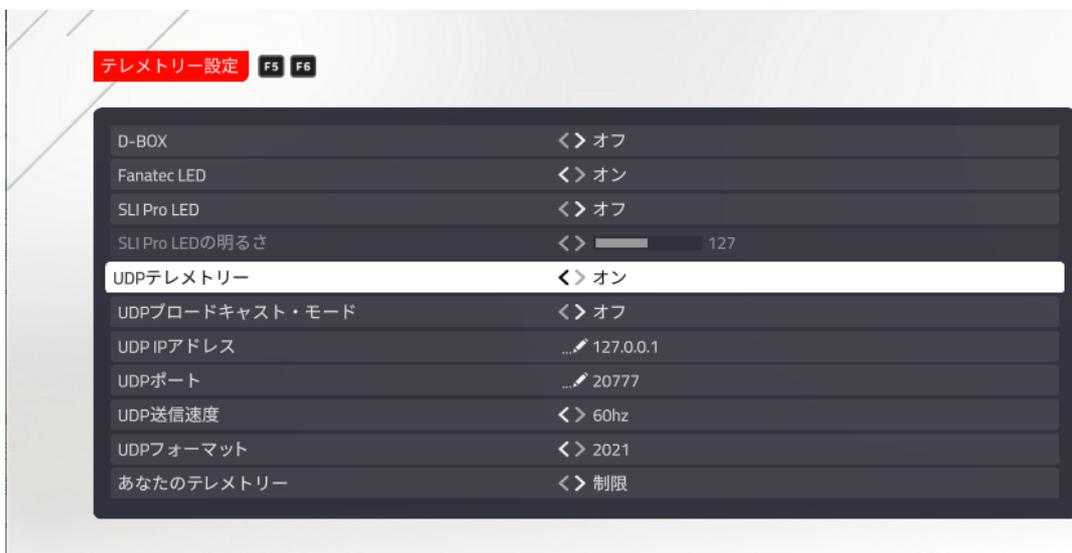 テレメトリー設定 F5 F6
D-BOX オフ
Fanatec LED オン
SLI Pro LED オフ
SLI Pro LEDの明るさ 127
UDPテレメトリー オン
UDPブロードキャスト・モード オフ
UDP IPアドレス ... 127.0.0.1
UDPポート ... 20777
UDP送信速度 60hz
UDPフォーマット 2021
あなたのテレメトリー 制限